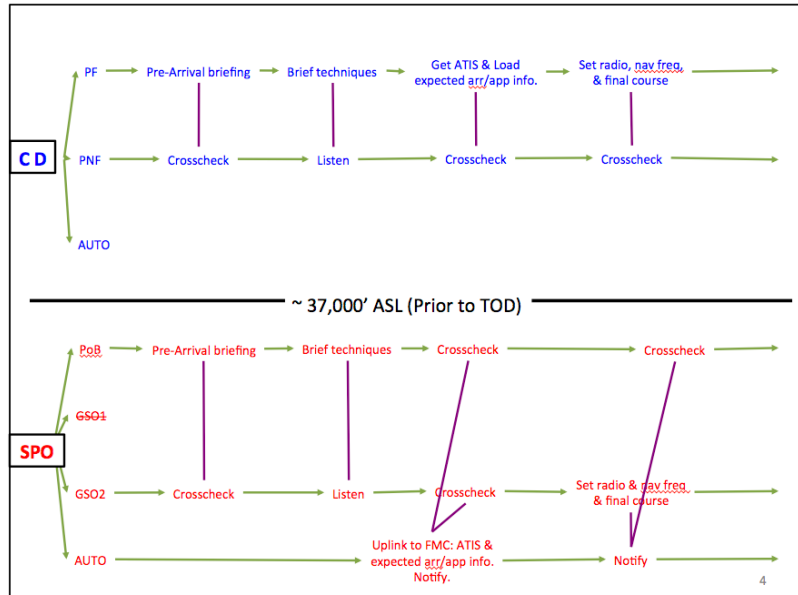 Get ATIS & Load
PF
Pre-Arrival briefing
Brief techniques
expected arr/app info.
Set radio, nav freq,
& final course
C D
PNF
Crosscheck
Listen
Crosscheck
Crosscheck
AUTO
~ 37,000’ ASL (Prior to TOD)
PoB
Pre-Arrival briefing
Brief techniques
Crosscheck
Crosscheck
GSO1
SPO
GSO2
Crosscheck
Listen
Crosscheck
Set radio & nav freq
& final course
AUTO
Uplink to FMC: ATIS &
expected arr/app info.
Notify.
Notify
4